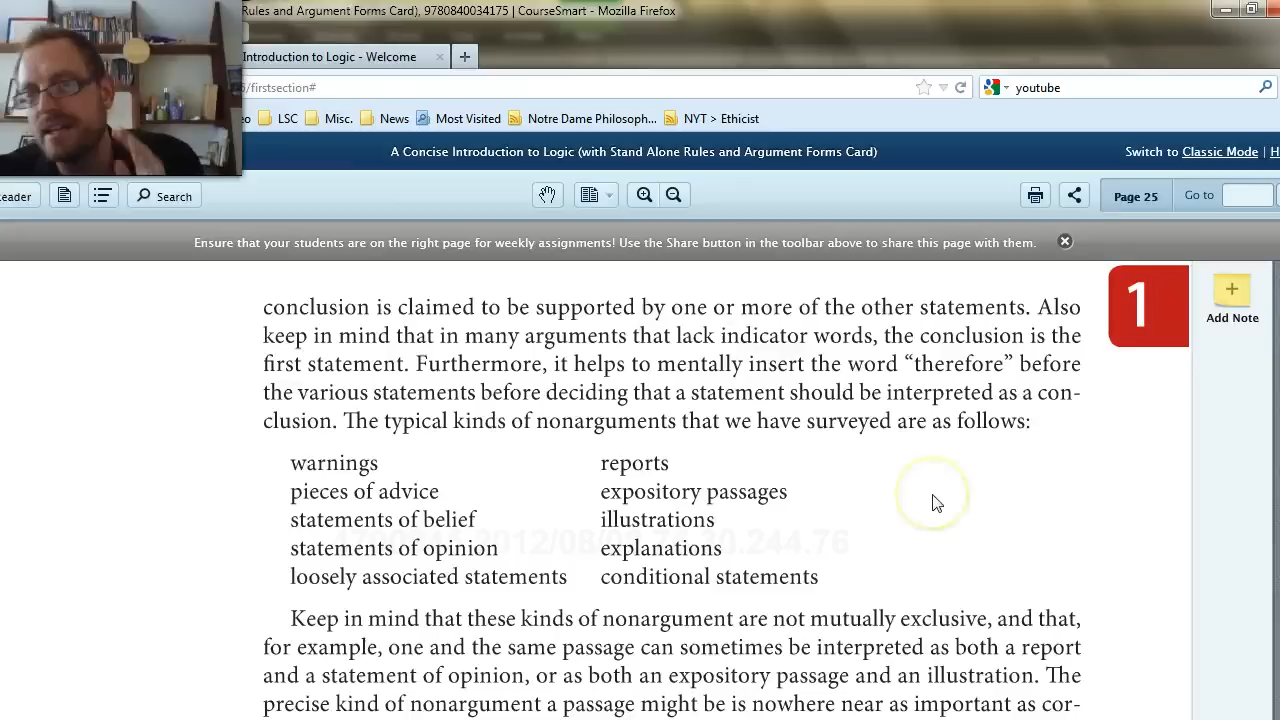 Rules and Argument Forms Card), 9780840034175 | CourseSmart - Mozilla Firefox
Introduction to Logic - Welcome
/firstsection#
youtube
LSC
Misc.
News
Most Visited
Notre Dame Philosoph...
NYT > Ethicist
A Concise Introduction to Logic (with Stand Alone Rules and Argument Forms Card)
Switch to Classic Mode | H
eader
Search
Page 25
Go to
Ensure that your students are on the right page for weekly assignments! Use the Share button in the toolbar above to share this page with them.
1
Add Note
conclusion is claimed to be supported by one or more of the other statements. Also
keep in mind that in many arguments that lack indicator words, the conclusion is the
first statement. Furthermore, it helps to mentally insert the word “therefore” before
the various statements before deciding that a statement should be interpreted as a con-
clusion. The typical kinds of nonarguments that we have surveyed are as follows:
warnings
pieces of advice
statements of belief
statements of opinion
loosely associated statements
reports
expository passages
illustrations
explanations
conditional statements
Keep in mind that these kinds of nonargument are not mutually exclusive, and that,
for example, one and the same passage can sometimes be interpreted as both a report
and a statement of opinion, or as both an expository passage and an illustration. The
precise kind of nonargument a passage might be is nowhere near as important as cor-